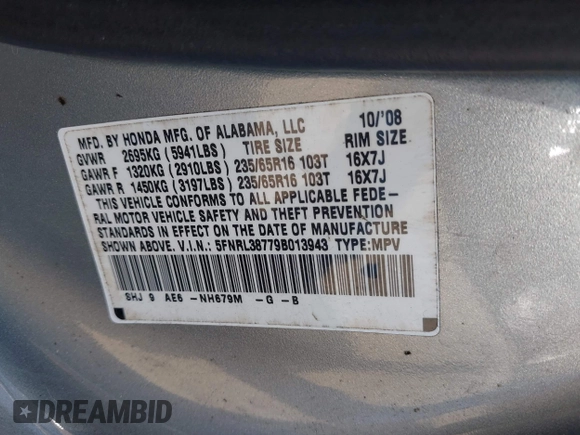 MFD. BY HONDA MFG. OF ALABAMA, LLC 10/'08
GVWR 2695KG (5941LBS) TIRE SIZE RIM SIZE
GAWR F 1320KG (2910LBS) 235/65R16 103T 16X7J
GAWR R 1450KG (3197LBS) 235/65R16 103T 16X7J
THIS VEHICLE CONFORMS TO ALL APPLICABLE FEDE-
RAL MOTOR VEHICLE SAFETY AND THEFT PREVENTION
STANDARDS IN EFFECT ON THE DATE OF MANUFACTURE
SHOWN ABOVE. V.I.N.: 5FNRL38779B013943 TYPE:MPV
SHJ 9 AE6 -NH679M -G -B
DREAMBID